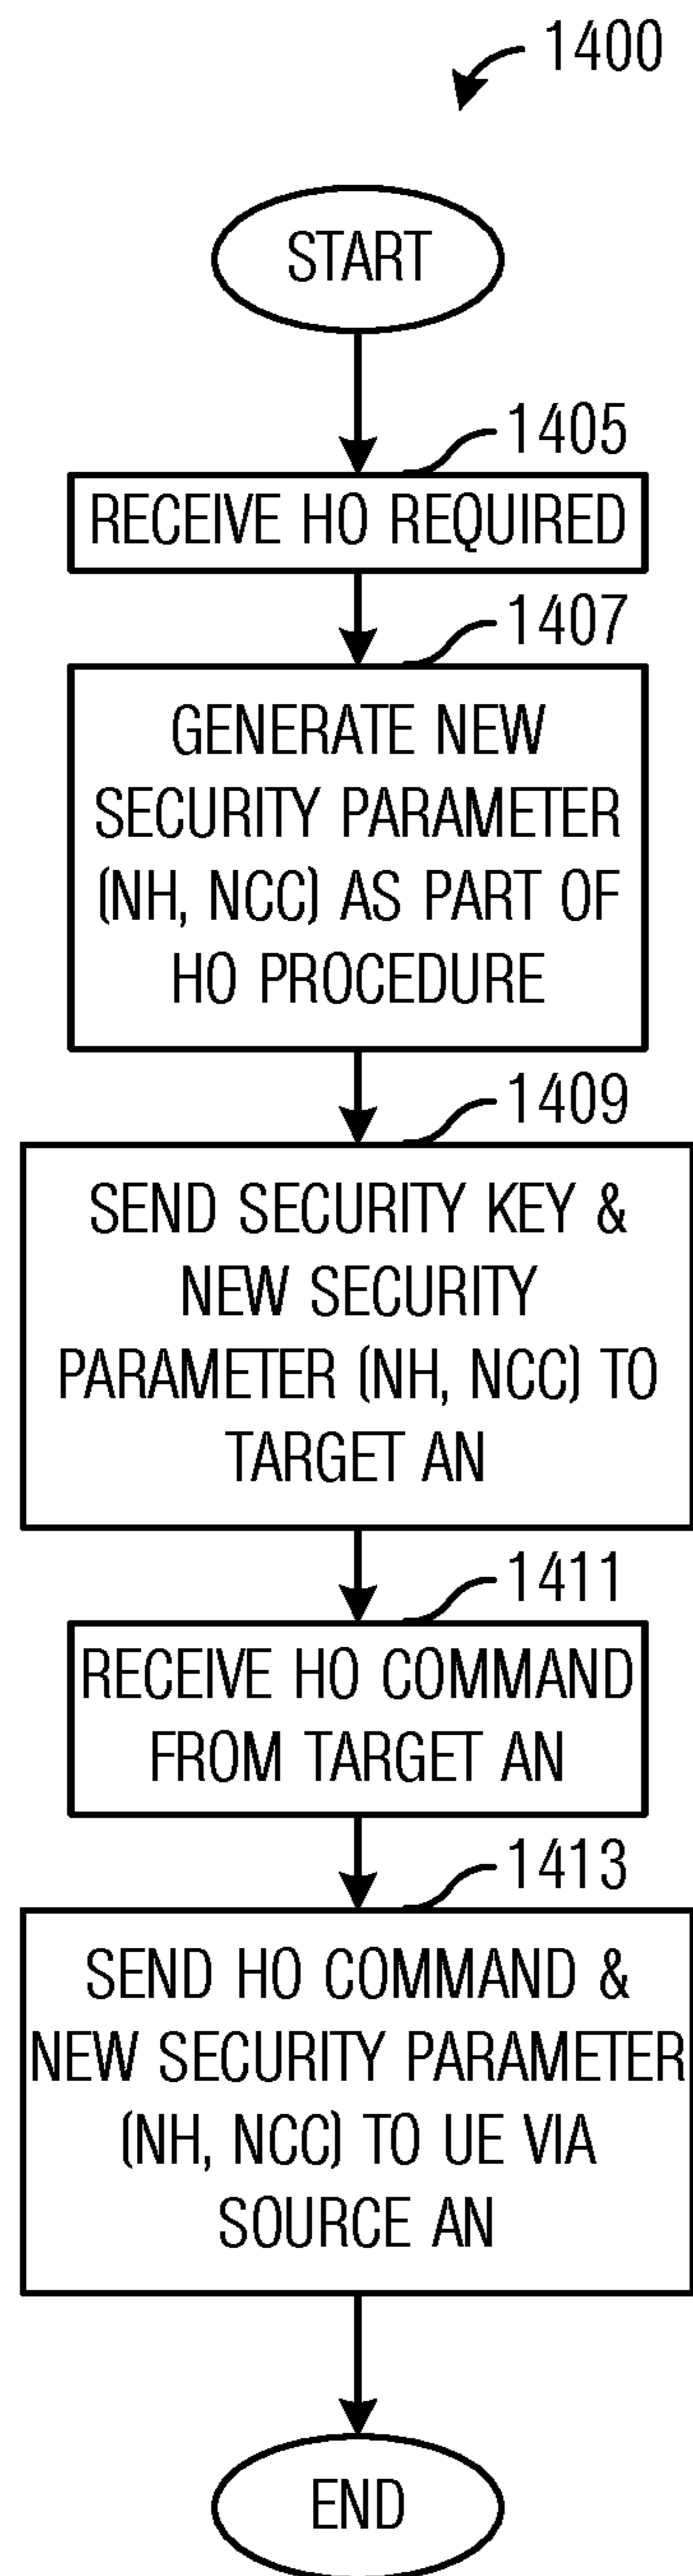 1400
START
1405
RECEIVE HO REQUIRED
1407
GENERATE NEW
SECURITY PARAMETER
(NH, NCC) AS PART OF
HO PROCEDURE
1409
SEND SECURITY KEY &
NEW SECURITY
PARAMETER (NH, NCC) TO
TARGET AN
1411
RECEIVE HO COMMAND
FROM TARGET AN
1413
SEND HO COMMAND &
NEW SECURITY PARAMETER
(NH, NCC) TO UE VIA
SOURCE AN
END